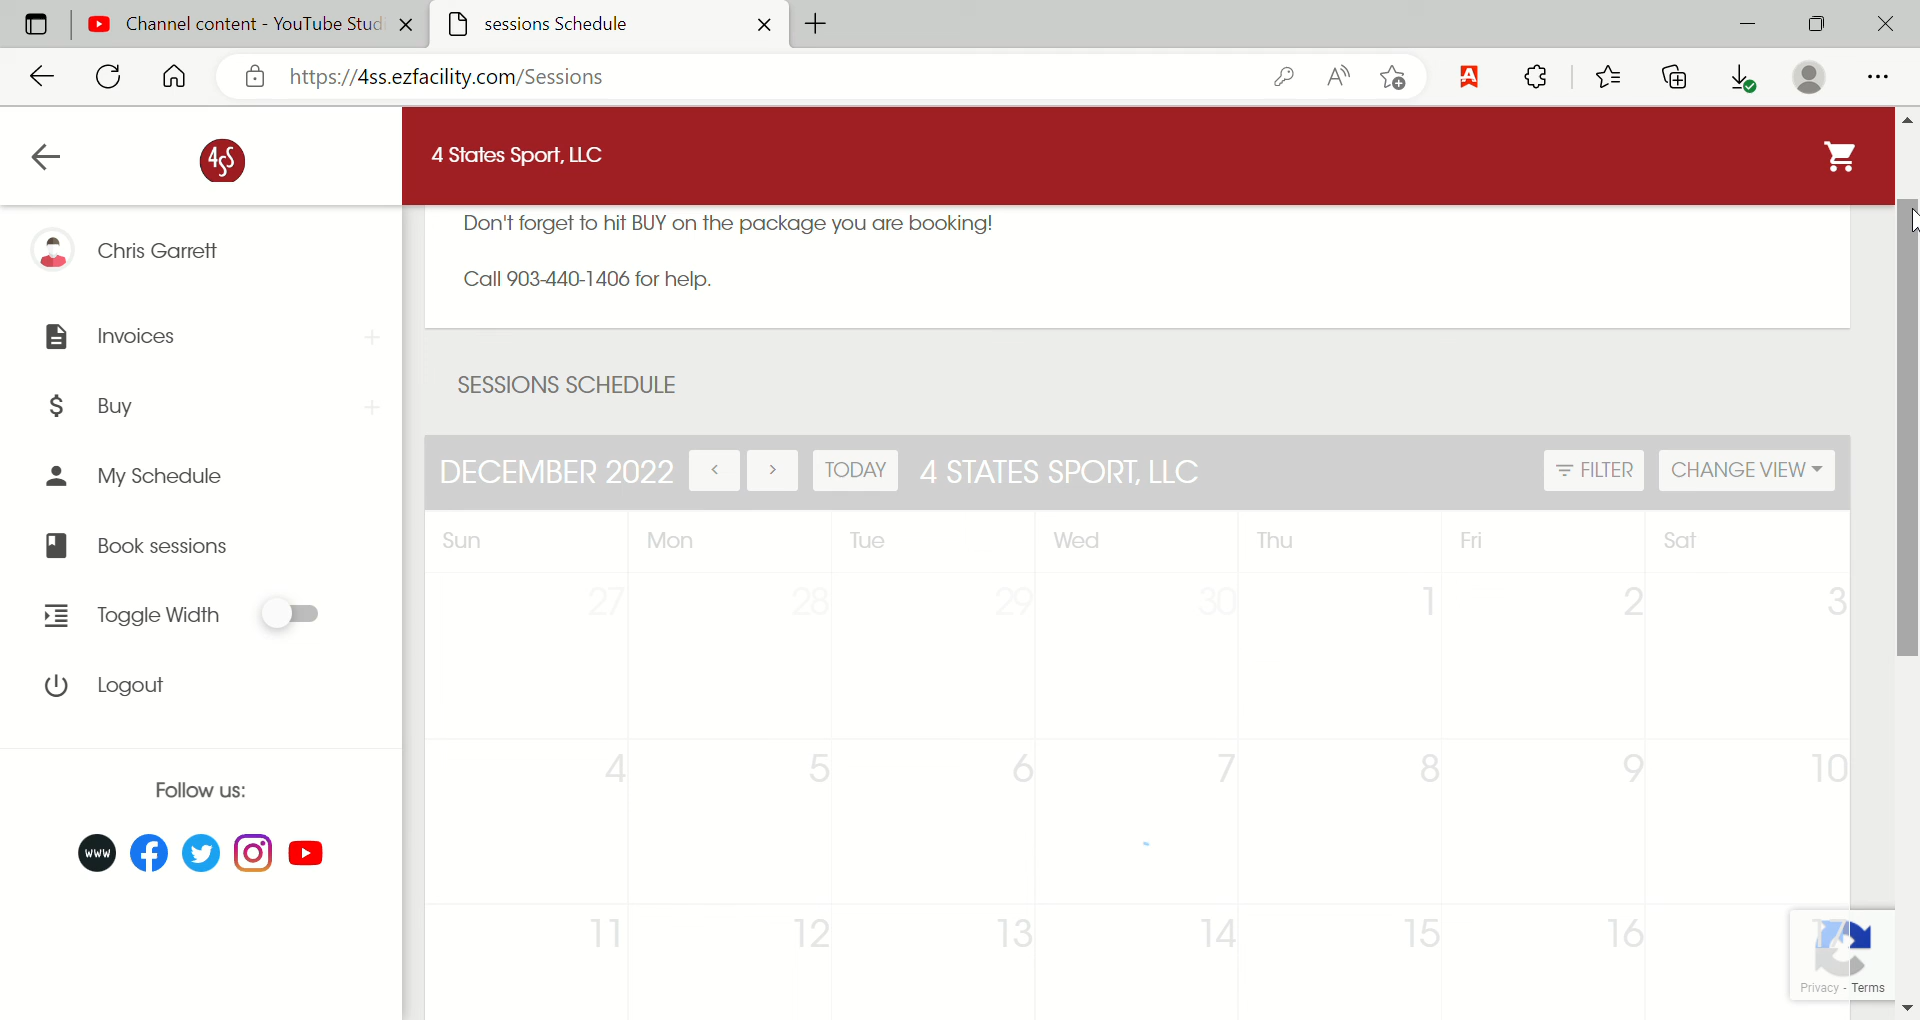 Channel content - YouTube Stud
sessions Schedule
https://4ss.ezfacility.com/Sessions
4SS
4 States Sport, LLC
Don't forget to hit BUY on the package you are booking!
Call 903-440-1406 for help.
Chris Garrett
Invoices +
Buy +
My Schedule
Book sessions
Toggle Width
Logout
Follow us:
www
SESSIONS SCHEDULE
DECEMBER 2022 < > TODAY 4 STATES SPORT, LLC FILTER CHANGE VIEW
Sun Mon Tue Wed Thu Fri Sat
27 28 29 30 1 2 3
4 5 6 7 8 9 10
11 12 13 14 15 16 17
Privacy - Terms